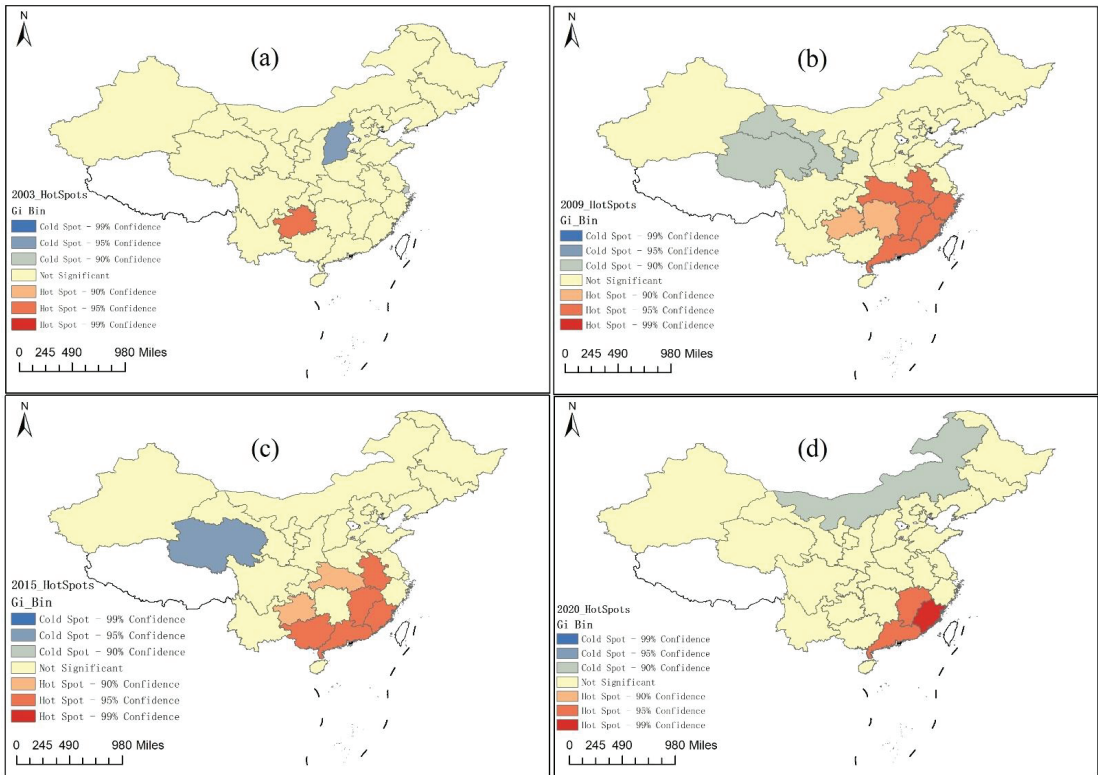 N
(a)
2003_HotSpots
Gi Bin
Cold Spot - 99% Confidence
Cold Spot - 95% Confidence
Cold Spot - 90% Confidence
Not Significant
Hot Spot - 90% Confidence
Hot Spot - 95% Confidence
Hot Spot - 99% Confidence
0 245 490 980 Miles
N
(b)
2009_HotSpots
Gi_Bin
Cold Spot - 99% Confidence
Cold Spot - 95% Confidence
Cold Spot - 90% Confidence
Not Significant
Hot Spot - 90% Confidence
Hot Spot - 95% Confidence
Hot Spot - 99% Confidence
0 245 490 980 Miles
N
(c)
2015_HotSpots
Gi_Bin
Cold Spot - 99% Confidence
Cold Spot - 95% Confidence
Cold Spot - 90% Confidence
Not Significant
Hot Spot - 90% Confidence
Hot Spot - 95% Confidence
Hot Spot - 99% Confidence
0 245 490 980 Miles
N
(d)
2020 HotSpots
Gi Bin
Cold Spot - 99% Confidence
Cold Spot - 95% Confidence
Cold Spot - 90% Confidence
Not Significant
Hot Spot - 90% Confidence
Hot Spot - 95% Confidence
Hot Spot - 99% Confidence
0 245 490 980 Miles